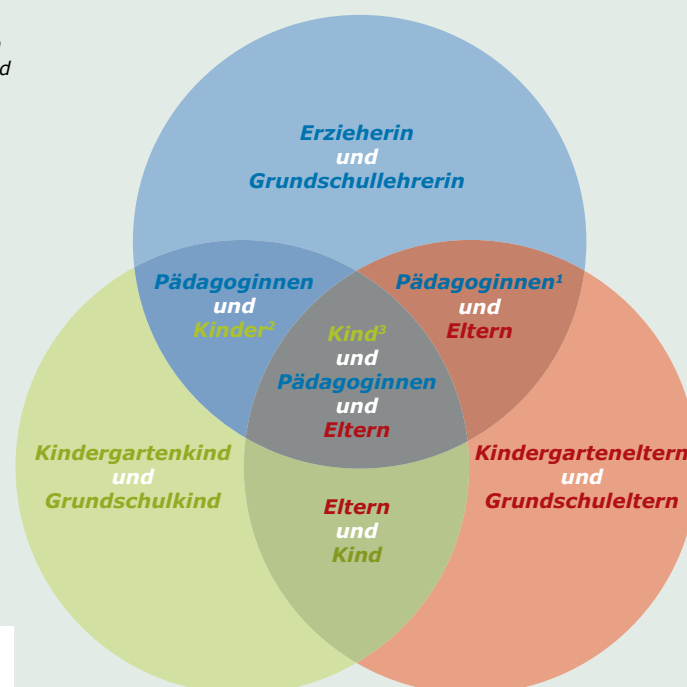 Erzieherin
und
Grundschullehrerin
Pädagoginnen
und
Kinder²
Pädagoginnen¹
und
Eltern
Kind³
und
Pädagoginnen
und
Eltern
Kindergartenkind
und
Grundschulkind
Kindergarteneltern
und
Grundschuleltern
Eltern
und
Kind